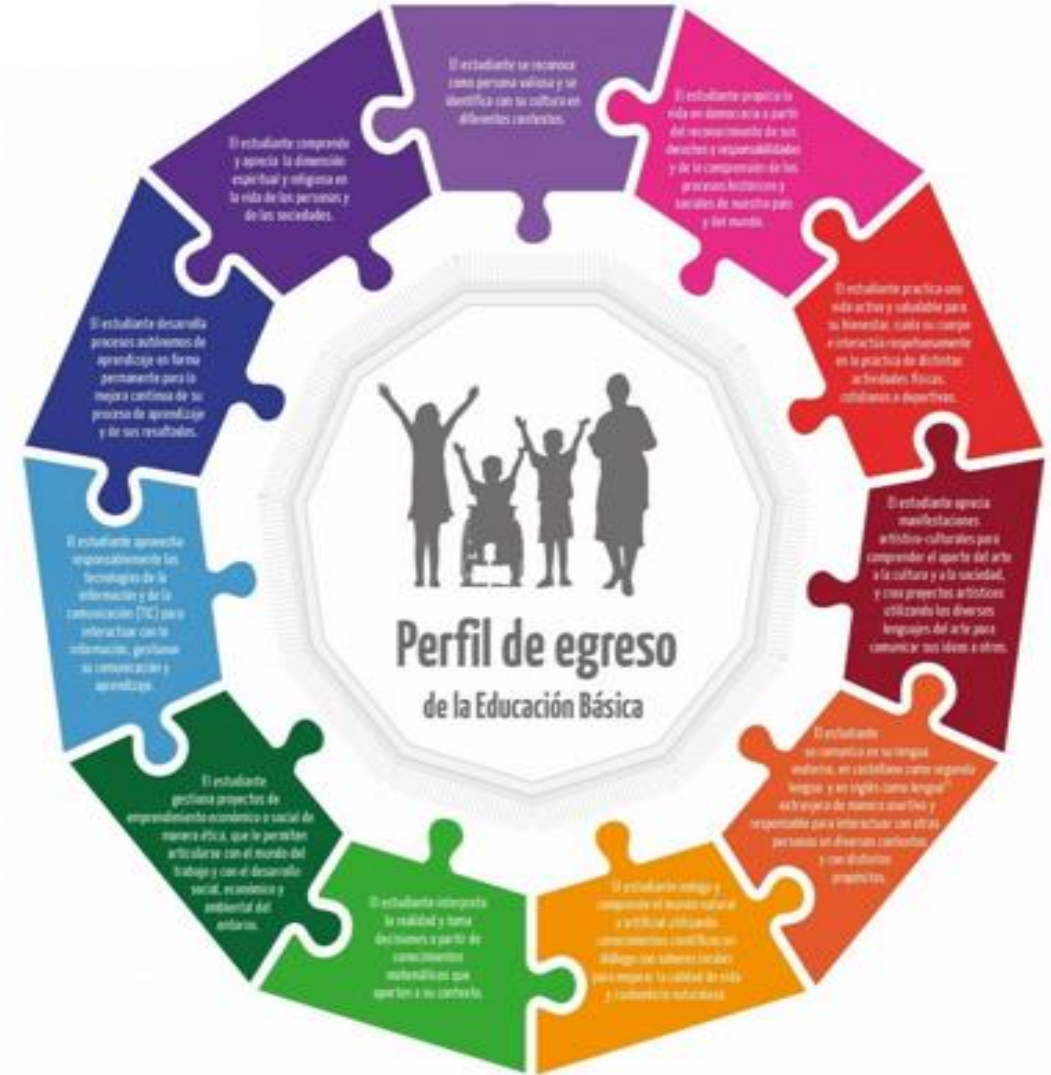 El estudiante se reconoce
como persona valiosa y se
identifica con su cultura en
diferentes contextos.
El estudiante propicia la
vida en democracia a partir
del reconocimiento de sus
derechos y responsabilidades
y de la comprensión de los
procesos históricos y
sociales de nuestro país
y del mundo.
El estudiante practica una
vida activa y saludable para
su bienestar, cuida su cuerpo
e interactúa respetuosamente
en la práctica de distintas
actividades físicas,
cotidianas o deportivas.
El estudiante aprecia
manifestaciones
artístico-culturales para
comprender el aporte del arte
a la cultura y a la sociedad,
y crea proyectos artísticos
utilizando los diversos
lenguajes del arte para
comunicar sus ideas a otros.
El estudiante
se comunica en su lengua
materna, en castellano como segunda
lengua y en inglés como lengua
extranjera de manera asertiva y
responsable para interactuar con otras
personas en diversos contextos
y con distintos
propósitos.
El estudiante indaga y
comprende el mundo natural
y artificial utilizando
conocimientos científicos en
diálogo con saberes locales
para mejorar la calidad de vida
y cuidando la naturaleza.
El estudiante interpreta
la realidad y toma
decisiones a partir de
conocimientos
matemáticos que
aporten a su contexto.
El estudiante
gestiona proyectos de
emprendimiento económico o social de
manera ética, que le permiten
articularse con el mundo del
trabajo y con el desarrollo
social, económico y
ambiental del
entorno.
El estudiante aprovecha
responsablemente las
tecnologías de la
información y de la
comunicación (TIC) para
interactuar con la
información, gestionar
su comunicación y
aprendizaje.
El estudiante desarrolla
procesos autónomos de
aprendizaje en forma
permanente para la
mejora continua de su
proceso de aprendizaje
y de sus resultados.
El estudiante comprende
y aprecia la dimensión
espiritual y religiosa en
la vida de las personas y
de las sociedades.
Perfil de egreso
de la Educación Básica